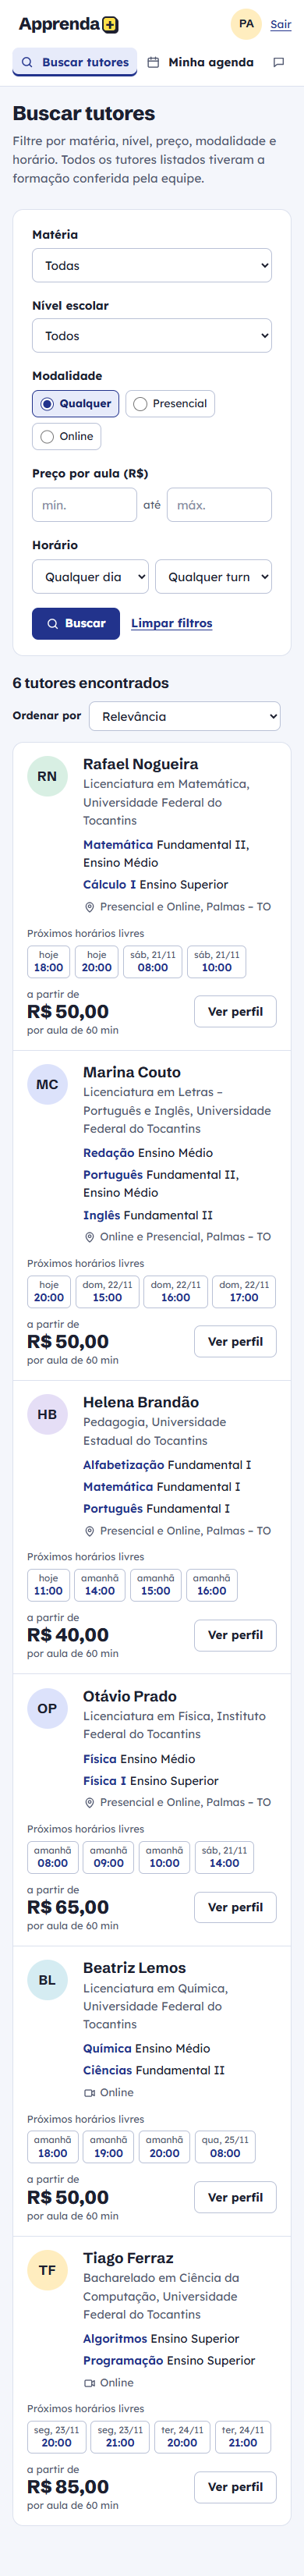 Apprenda+
PA
Sair
Buscar tutores
Minha agenda
Buscar tutores
Filtre por matéria, nível, preço, modalidade e
horário. Todos os tutores listados tiveram a
formação conferida pela equipe.
Matéria
Todas
Nível escolar
Todos
Modalidade
Qualquer
Presencial
Online
Preço por aula (R$)
mín.
até
máx.
Horário
Qualquer dia
Qualquer turn
Buscar
Limpar filtros
6 tutores encontrados
Ordenar por
Relevância
RN
Rafael Nogueira
Licenciatura em Matemática,
Universidade Federal do
Tocantins
Matemática Fundamental II,
Ensino Médio
Cálculo I Ensino Superior
Presencial e Online, Palmas – TO
Próximos horários livres
hoje hoje sáb, 21/11 sáb, 21/11
18:00 20:00 08:00 10:00
a partir de
R$ 50,00
por aula de 60 min
Ver perfil
MC
Marina Couto
Licenciatura em Letras –
Português e Inglês, Universidade
Federal do Tocantins
Redação Ensino Médio
Português Fundamental II,
Ensino Médio
Inglês Fundamental II
Online e Presencial, Palmas – TO
Próximos horários livres
hoje dom, 22/11 dom, 22/11 dom, 22/11
20:00 15:00 16:00 17:00
a partir de
R$ 50,00
por aula de 60 min
Ver perfil
HB
Helena Brandão
Pedagogia, Universidade
Estadual do Tocantins
Alfabetização Fundamental I
Matemática Fundamental I
Português Fundamental I
Presencial e Online, Palmas – TO
Próximos horários livres
hoje amanhã amanhã amanhã
11:00 14:00 15:00 16:00
a partir de
R$ 40,00
por aula de 60 min
Ver perfil
OP
Otávio Prado
Licenciatura em Física, Instituto
Federal do Tocantins
Física Ensino Médio
Física I Ensino Superior
Presencial e Online, Palmas – TO
Próximos horários livres
amanhã amanhã amanhã sáb, 21/11
08:00 09:00 10:00 14:00
a partir de
R$ 65,00
por aula de 60 min
Ver perfil
BL
Beatriz Lemos
Licenciatura em Química,
Universidade Federal do
Tocantins
Química Ensino Médio
Ciências Fundamental II
Online
Próximos horários livres
amanhã amanhã amanhã qua, 25/11
18:00 19:00 20:00 08:00
a partir de
R$ 50,00
por aula de 60 min
Ver perfil
TF
Tiago Ferraz
Bacharelado em Ciência da
Computação, Universidade
Federal do Tocantins
Algoritmos Ensino Superior
Programação Ensino Superior
Online
Próximos horários livres
seg, 23/11 seg, 23/11 ter, 24/11 ter, 24/11
20:00 21:00 20:00 21:00
a partir de
R$ 85,00
por aula de 60 min
Ver perfil